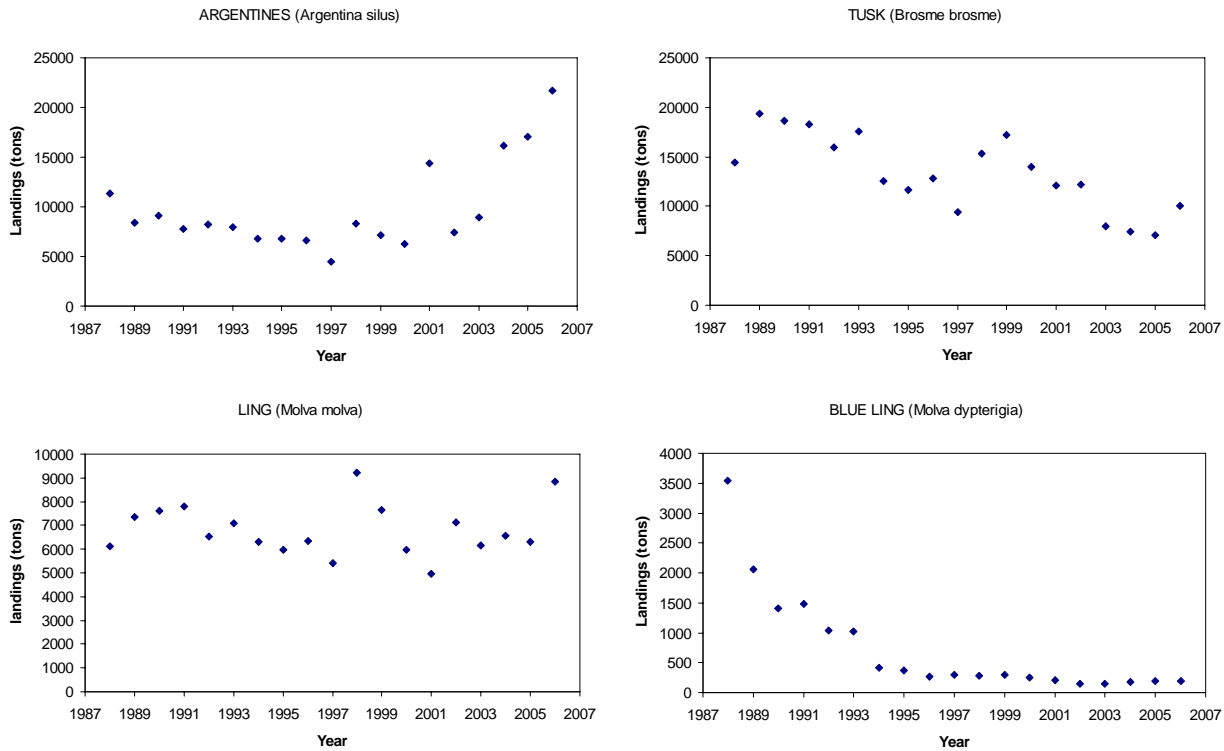 ARGENTINES (Argentina silus)
25000
20000
15000
10000
5000
0
Landings (tons)
1987 1989 1991 1993 1995 1997 1999 2001 2003 2005 2007
Year
TUSK (Brosme brosme)
25000
20000
15000
10000
5000
0
Landings (tons)
1987 1989 1991 1993 1995 1997 1999 2001 2003 2005 2007
Year
LING (Molva molva)
10000
9000
8000
7000
6000
5000
4000
3000
2000
1000
0
landings (tons)
1987 1989 1991 1993 1995 1997 1999 2001 2003 2005 2007
Year
BLUE LING (Molva dypterigia)
4000
3500
3000
2500
2000
1500
1000
500
0
Landings (tons)
1987 1989 1991 1993 1995 1997 1999 2001 2003 2005 2007
Year